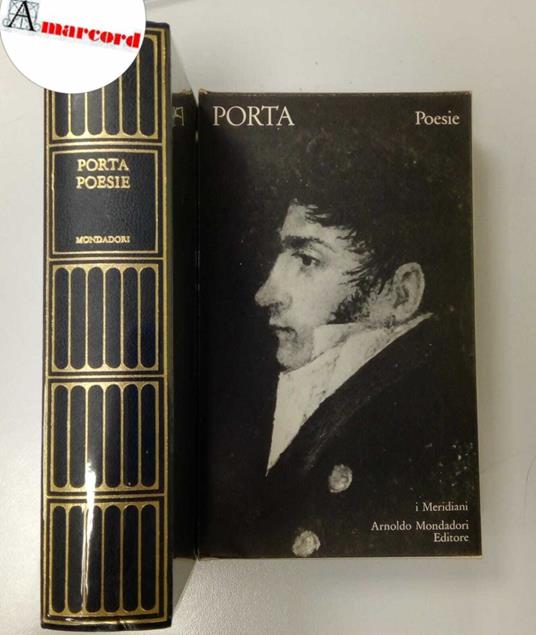 Amarcord
PORTA
POESIE
MONDADORI
PORTA
Poesie
i Meridiani
Arnoldo Mondadori
Editore